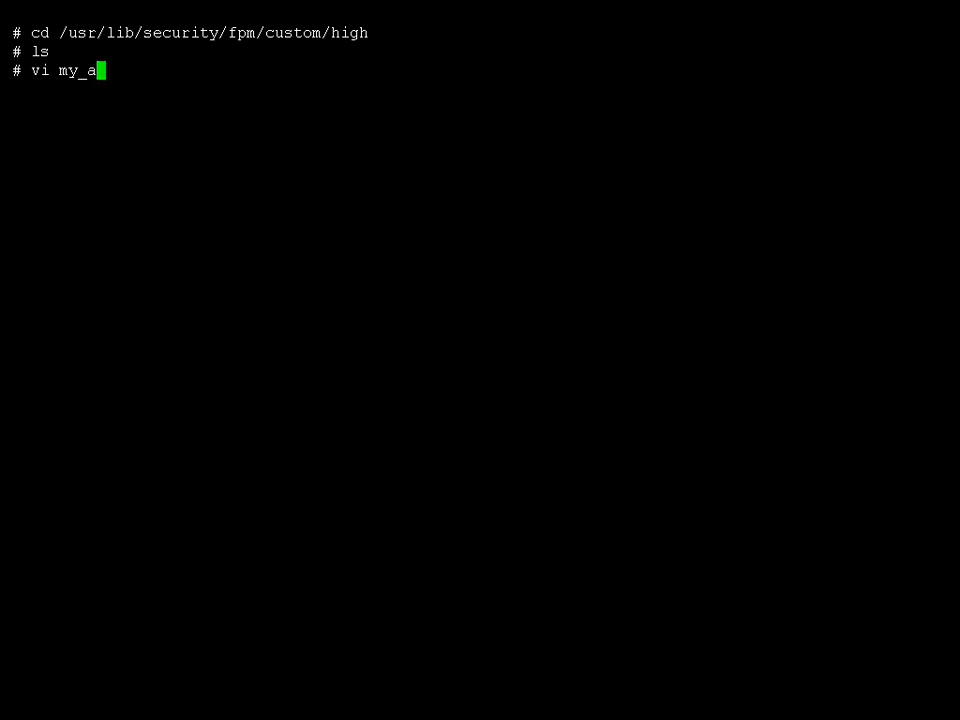 # cd /usr/lib/security/fpm/custom/high
# ls
# vi my_a